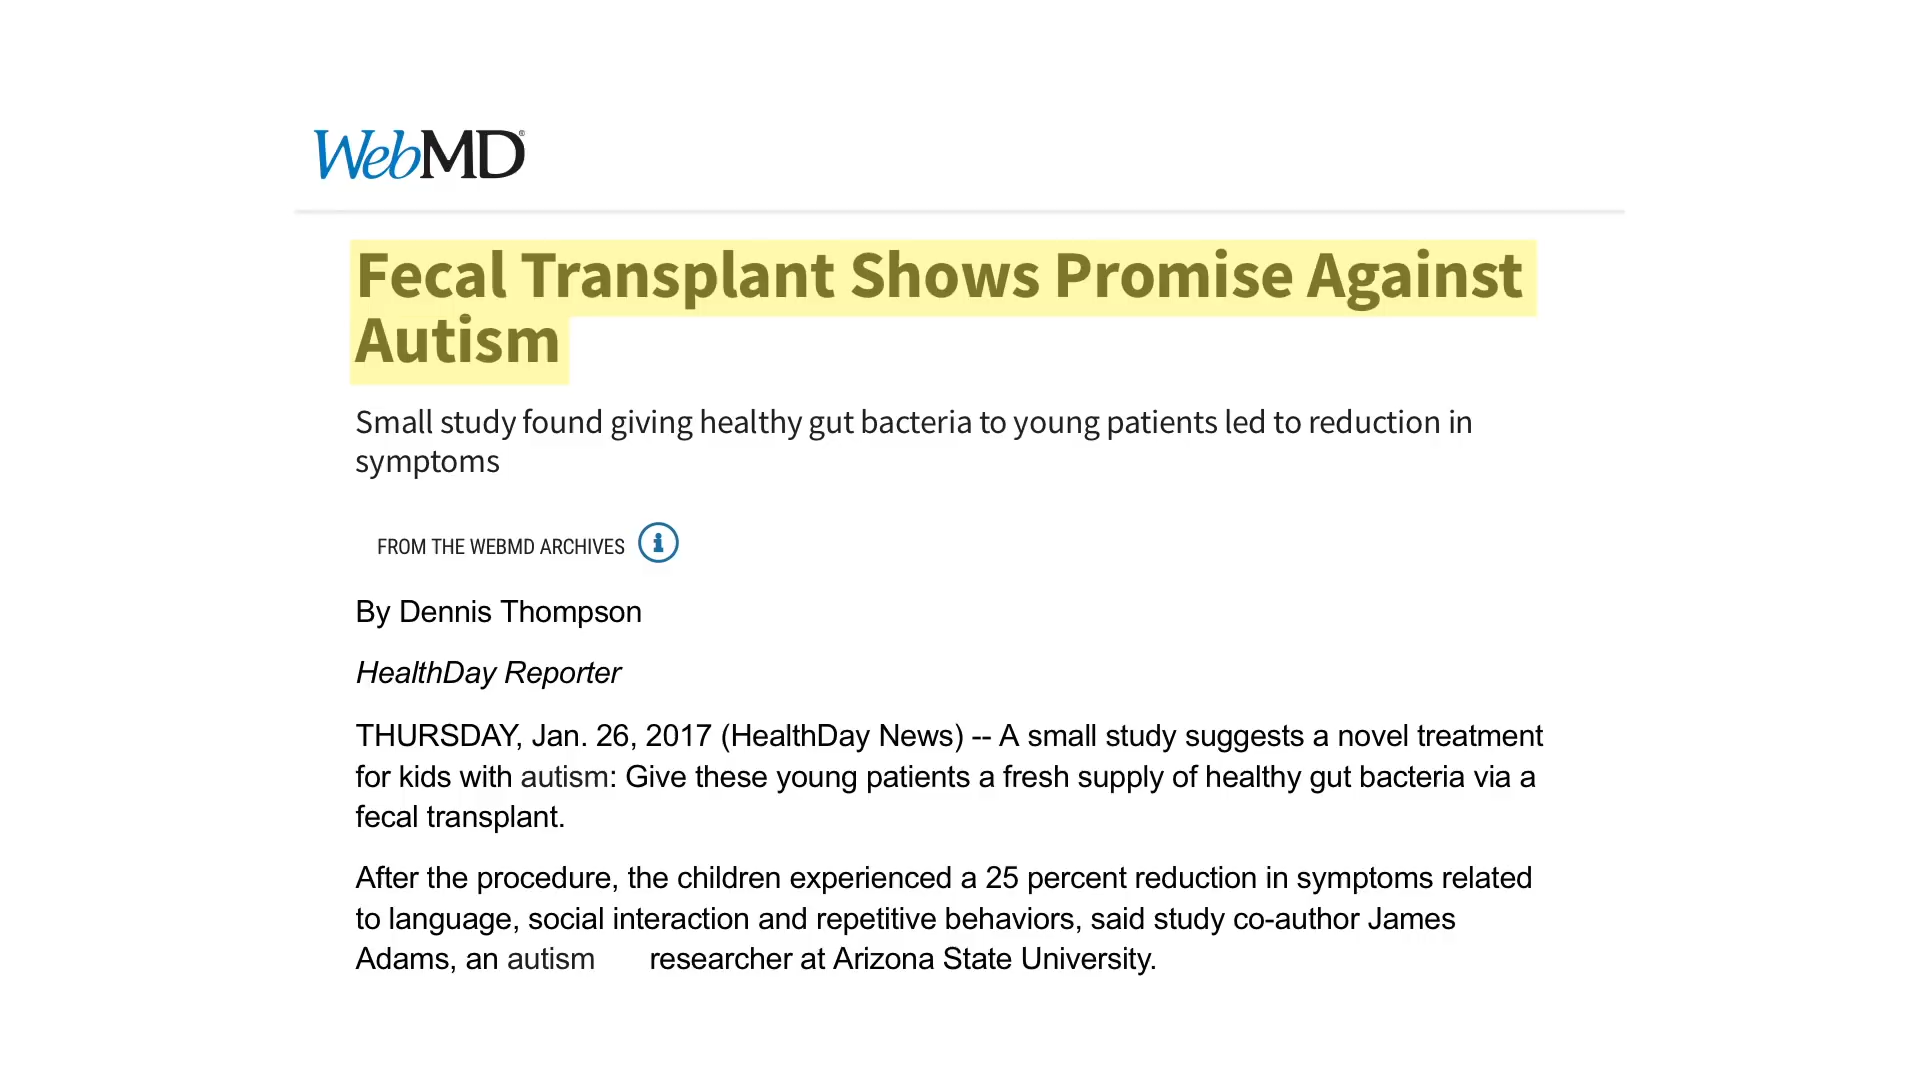 WebMD®
Fecal Transplant Shows Promise Against
Autism
Small study found giving healthy gut bacteria to young patients led to reduction in
symptoms
FROM THE WEBMD ARCHIVES i
By Dennis Thompson
HealthDay Reporter
THURSDAY, Jan. 26, 2017 (HealthDay News) -- A small study suggests a novel treatment
for kids with autism: Give these young patients a fresh supply of healthy gut bacteria via a
fecal transplant.
After the procedure, the children experienced a 25 percent reduction in symptoms related
to language, social interaction and repetitive behaviors, said study co-author James
Adams, an autism researcher at Arizona State University.